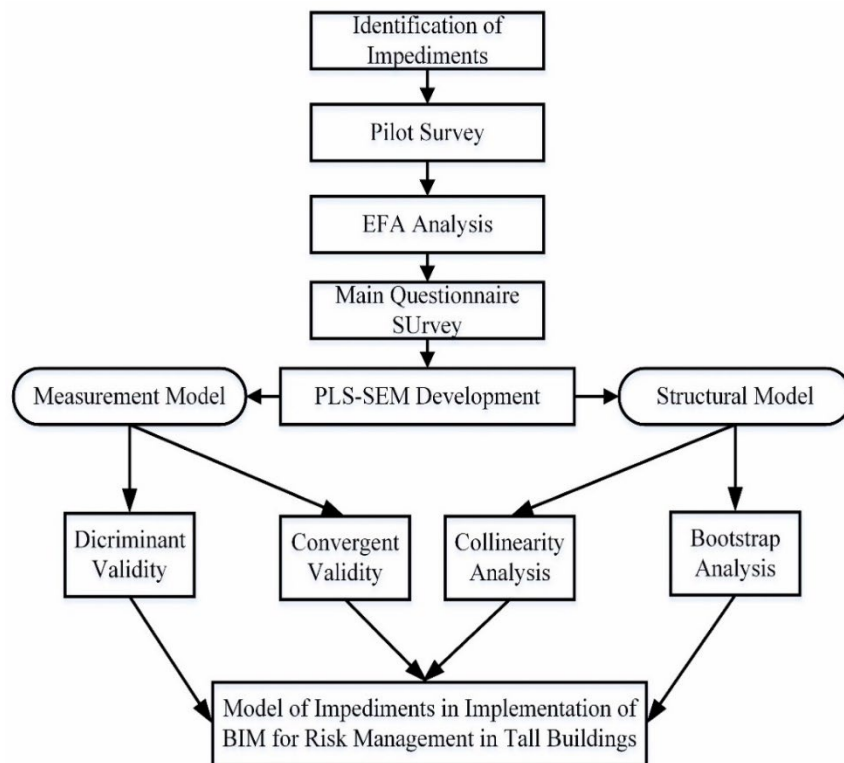 Identification of
Impediments
Pilot Survey
EFA Analysis
Main Questionnaire
SUrvey
Measurement Model
PLS-SEM Development
Structural Model
Dicriminant
Validity
Convergent
Validity
Collinearity
Analysis
Bootstrap
Analysis
Model of Impediments in Implementation of
BIM for Risk Management in Tall Buildings